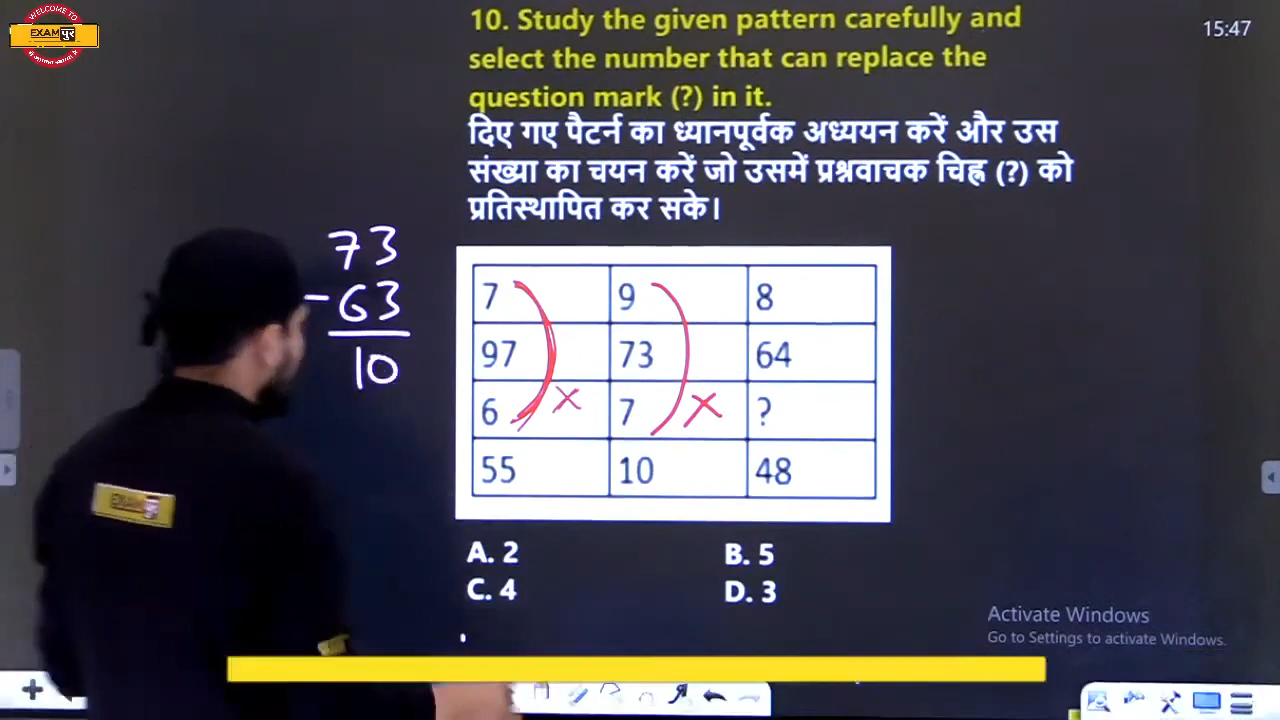 WELCOME TO
EXAMपुर
15:47
10. Study the given pattern carefully and
select the number that can replace the
question mark (?) in it.
दिए गए पैटर्न का ध्यानपूर्वक अध्ययन करें और उस
संख्या का चयन करें जो उसमें प्रश्नवाचक चिह्न (?) को
प्रतिस्थापित कर सके।
73
-63
10
7 9 8
97 73 64
6 × 7 × ?
55 10 48
A. 2 B. 5
C. 4 D. 3
Activate Windows
Go to Settings to activate Windows.